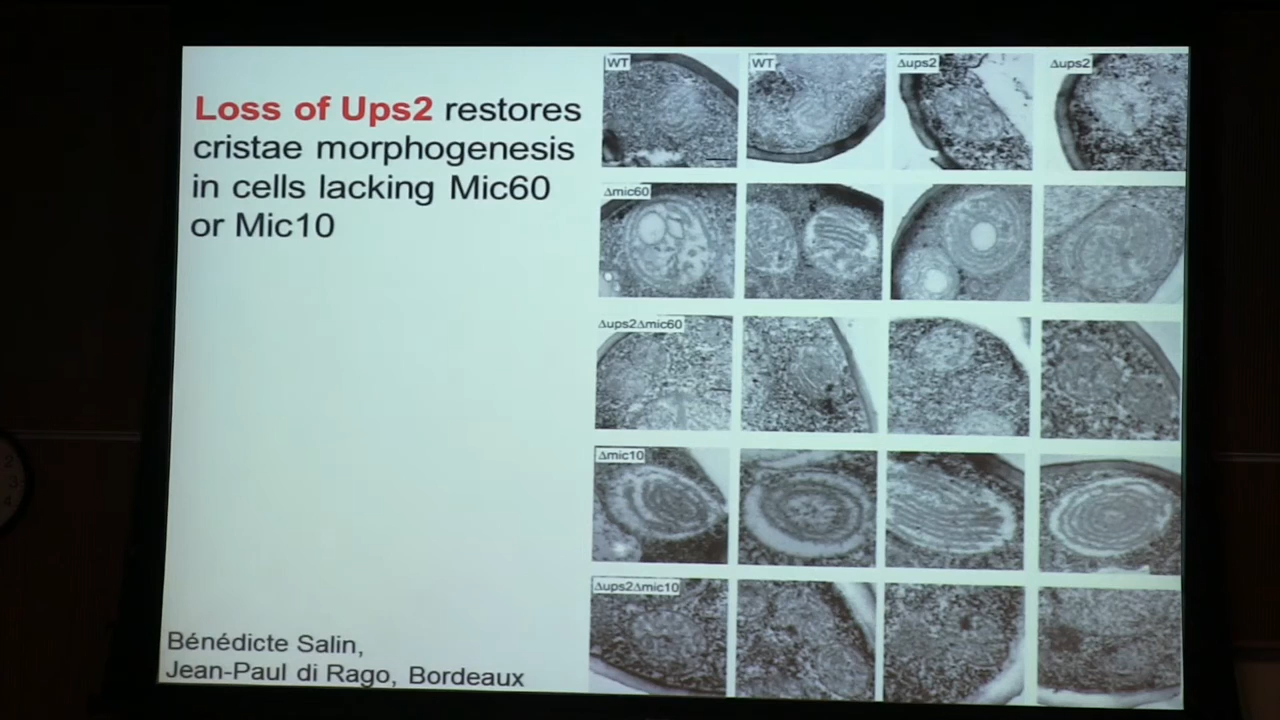 Loss of Ups2 restores
cristae morphogenesis
in cells lacking Mic60
or Mic10
WT
WT
Δups2
Δups2
Δmic60
Δups2Δmic60
Δmic10
Δups2Δmic10
Bénédicte Salin,
Jean-Paul di Rago, Bordeaux